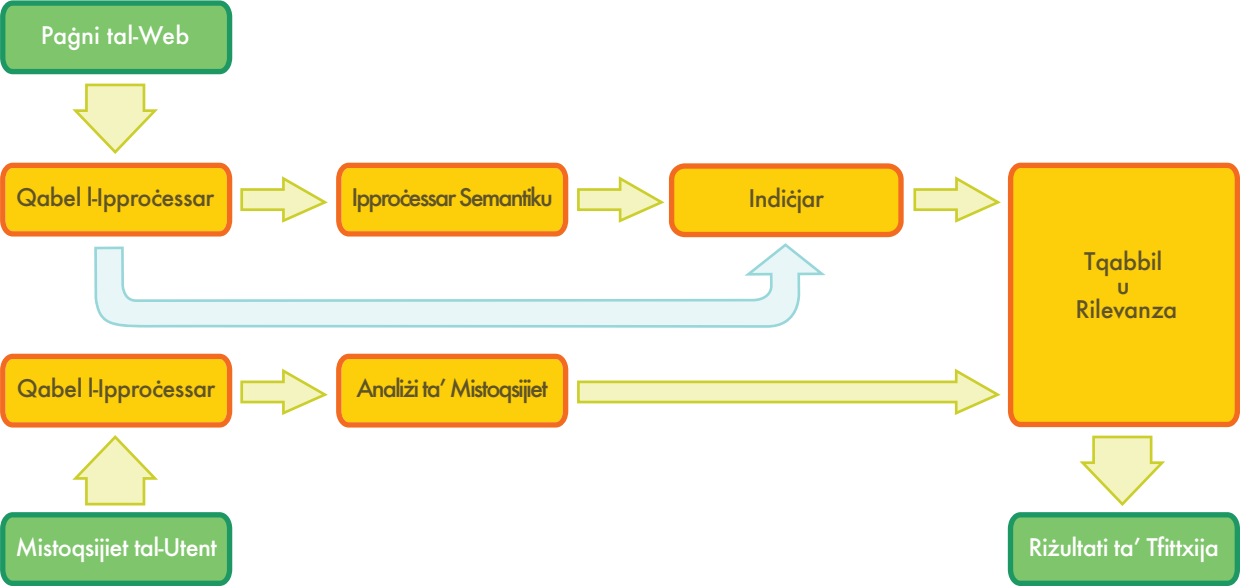 Paġni tal-Web
Qabel l-Ipproċessar
Ipproċessar Semantiku
Indiċjar
Tqabbil
u
Rilevanza
Qabel l-Ipproċessar
Analiżi ta’ Mistoqsijiet
Mistoqsijiet tal-Utent
Riżultati ta’ Tfittxija